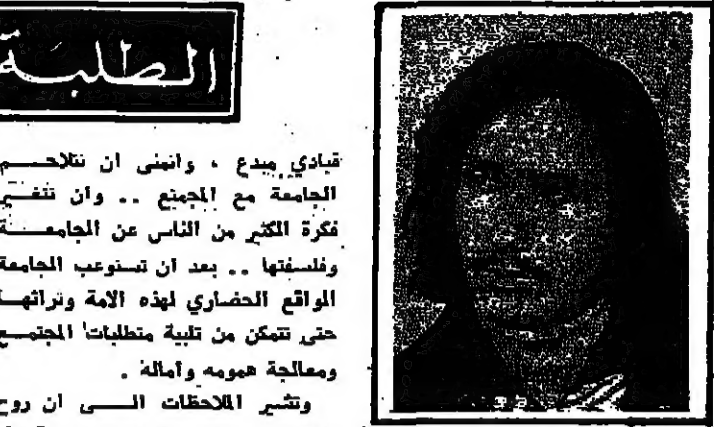 الطلبة
قيادي مبدع ، واتمنى ان تتلاحم
الجامعة مع المجتمع .. وان تتغير
فكرة الكثير من الناس عن الجامعة
وفلسفتها .. بعد ان تستوعب الجامعة
الواقع الحضاري لهذه الامة وتراثها
حتى تتمكن من تلبية متطلبات المجتمع
ومعالجة همومه وآماله .
وتشير الملاحظات الى ان روح